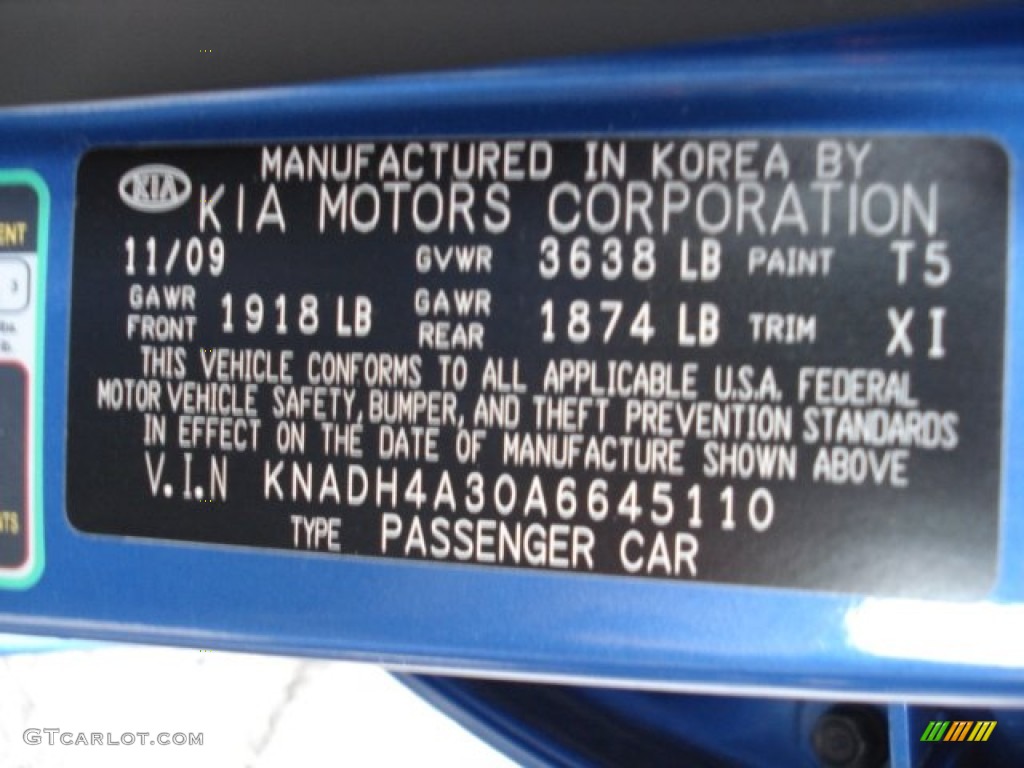 MANUFACTURED IN KOREA BY
KIA KIA MOTORS CORPORATION
11/09 GVWR 3638 LB PAINT T5
GAWR FRONT 1918 LB GAWR REAR 1874 LB TRIM XI
THIS VEHICLE CONFORMS TO ALL APPLICABLE U.S.A. FEDERAL
MOTOR VEHICLE SAFETY, BUMPER, AND THEFT PREVENTION STANDARDS
IN EFFECT ON THE DATE OF MANUFACTURE SHOWN ABOVE
V.I.N KNADH4A30A6645110
TYPE PASSENGER CAR
GTCARLOT.COM